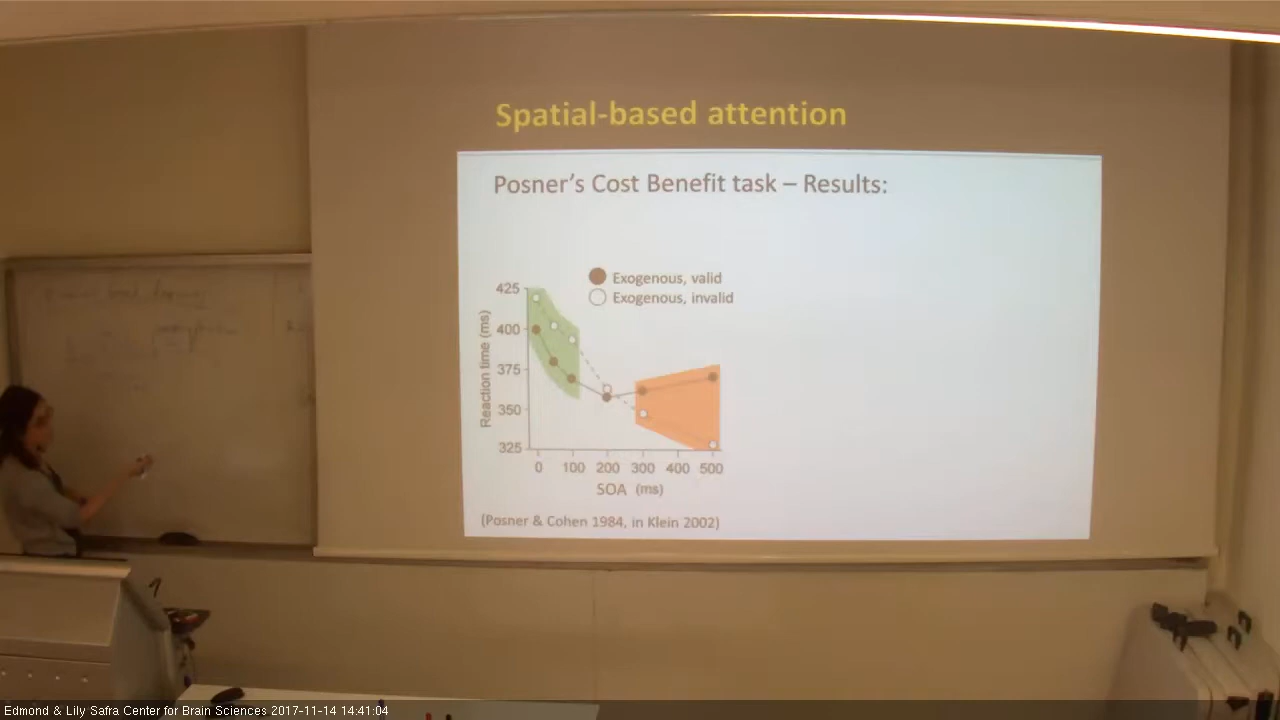 Spatial-based attention
Posner's Cost Benefit task – Results:
Exogenous, valid
Exogenous, invalid
425
400
375
350
325
Reaction time (ms)
0 100 200 300 400 500
SOA (ms)
(Posner & Cohen 1984, in Klein 2002)
Edmond & Lily Safra Center for Brain Sciences 2017-11-14 14:41:04